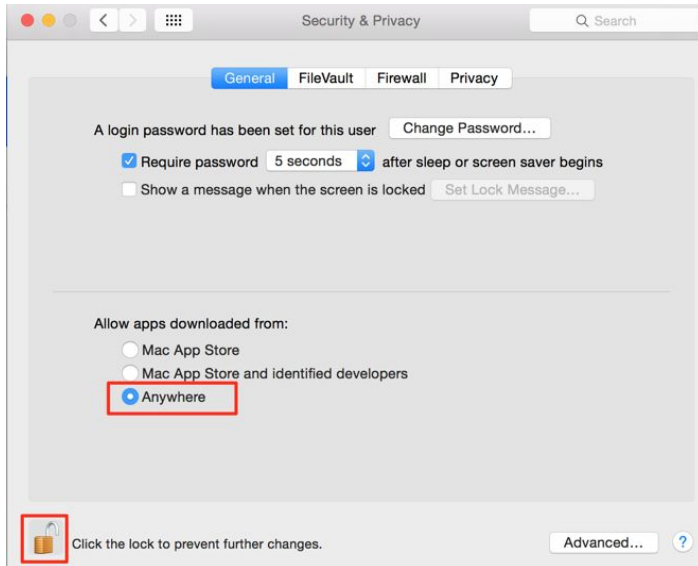 Security & Privacy
Search
General FileVault Firewall Privacy
A login password has been set for this user Change Password...
Require password 5 seconds after sleep or screen saver begins
Show a message when the screen is locked Set Lock Message...
Allow apps downloaded from:
Mac App Store
Mac App Store and identified developers
Anywhere
Click the lock to prevent further changes.
Advanced... ?